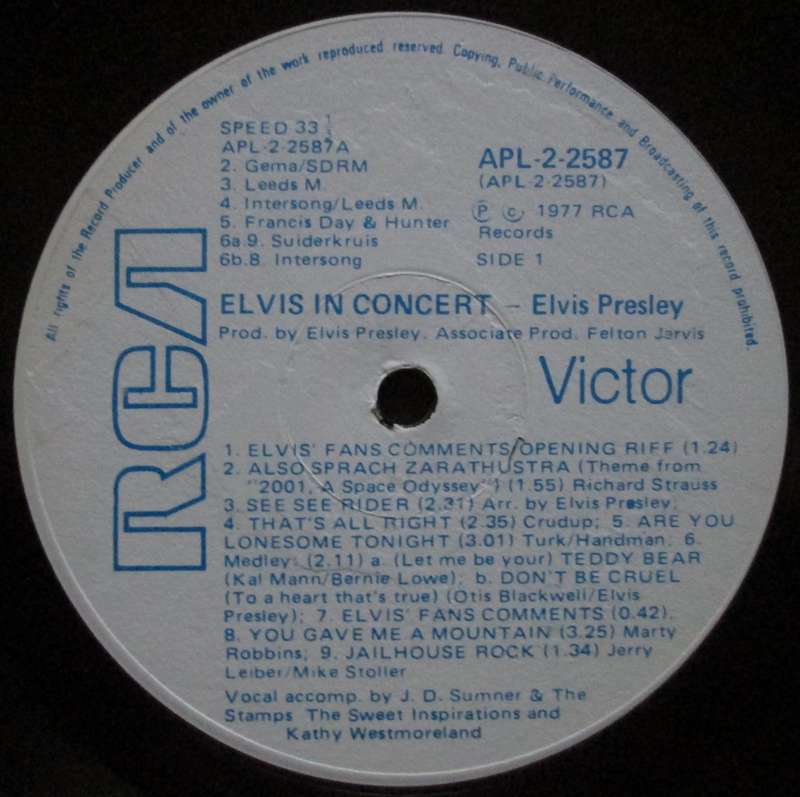 All rights of the Record Producer and of the owner of the work reproduced reserved. Copying, Public Performance and Broadcasting of this record prohibited.
SPEED 33 1/3
APL-2-2587A
2. Gema/SDRM
3. Leeds M.
4. Intersong/Leeds M.
5. Francis Day & Hunter
6a.9. Suiderkruis
6b.8. Intersong
APL-2-2587
(APL-2-2587)
℗ © 1977 RCA
Records
SIDE 1
RCA
ELVIS IN CONCERT – Elvis Presley
Prod. by Elvis Presley. Associate Prod. Felton Jarvis
Victor
1. ELVIS' FANS COMMENTS/OPENING RIFF (1.24)
2. ALSO SPRACH ZARATHUSTRA (Theme from
"2001, A Space Odyssey") (1.55) Richard Strauss
3. SEE SEE RIDER (2.31) Arr. by Elvis Presley;
4. THAT'S ALL RIGHT (2.35) Crudup; 5. ARE YOU
LONESOME TONIGHT (3.01) Turk/Handman. 6.
Medley: (2.11) a. (Let me be your) TEDDY BEAR
(Kal Mann/Bernie Lowe); b. DON'T BE CRUEL
(To a heart that's true) (Otis Blackwell/Elvis
Presley); 7. ELVIS' FANS COMMENTS (0.42).
8. YOU GAVE ME A MOUNTAIN (3.25) Marty
Robbins; 9. JAILHOUSE ROCK (1.34) Jerry
Leiber/Mike Stoller
Vocal accomp. by J. D. Sumner & The
Stamps The Sweet Inspirations and
Kathy Westmoreland